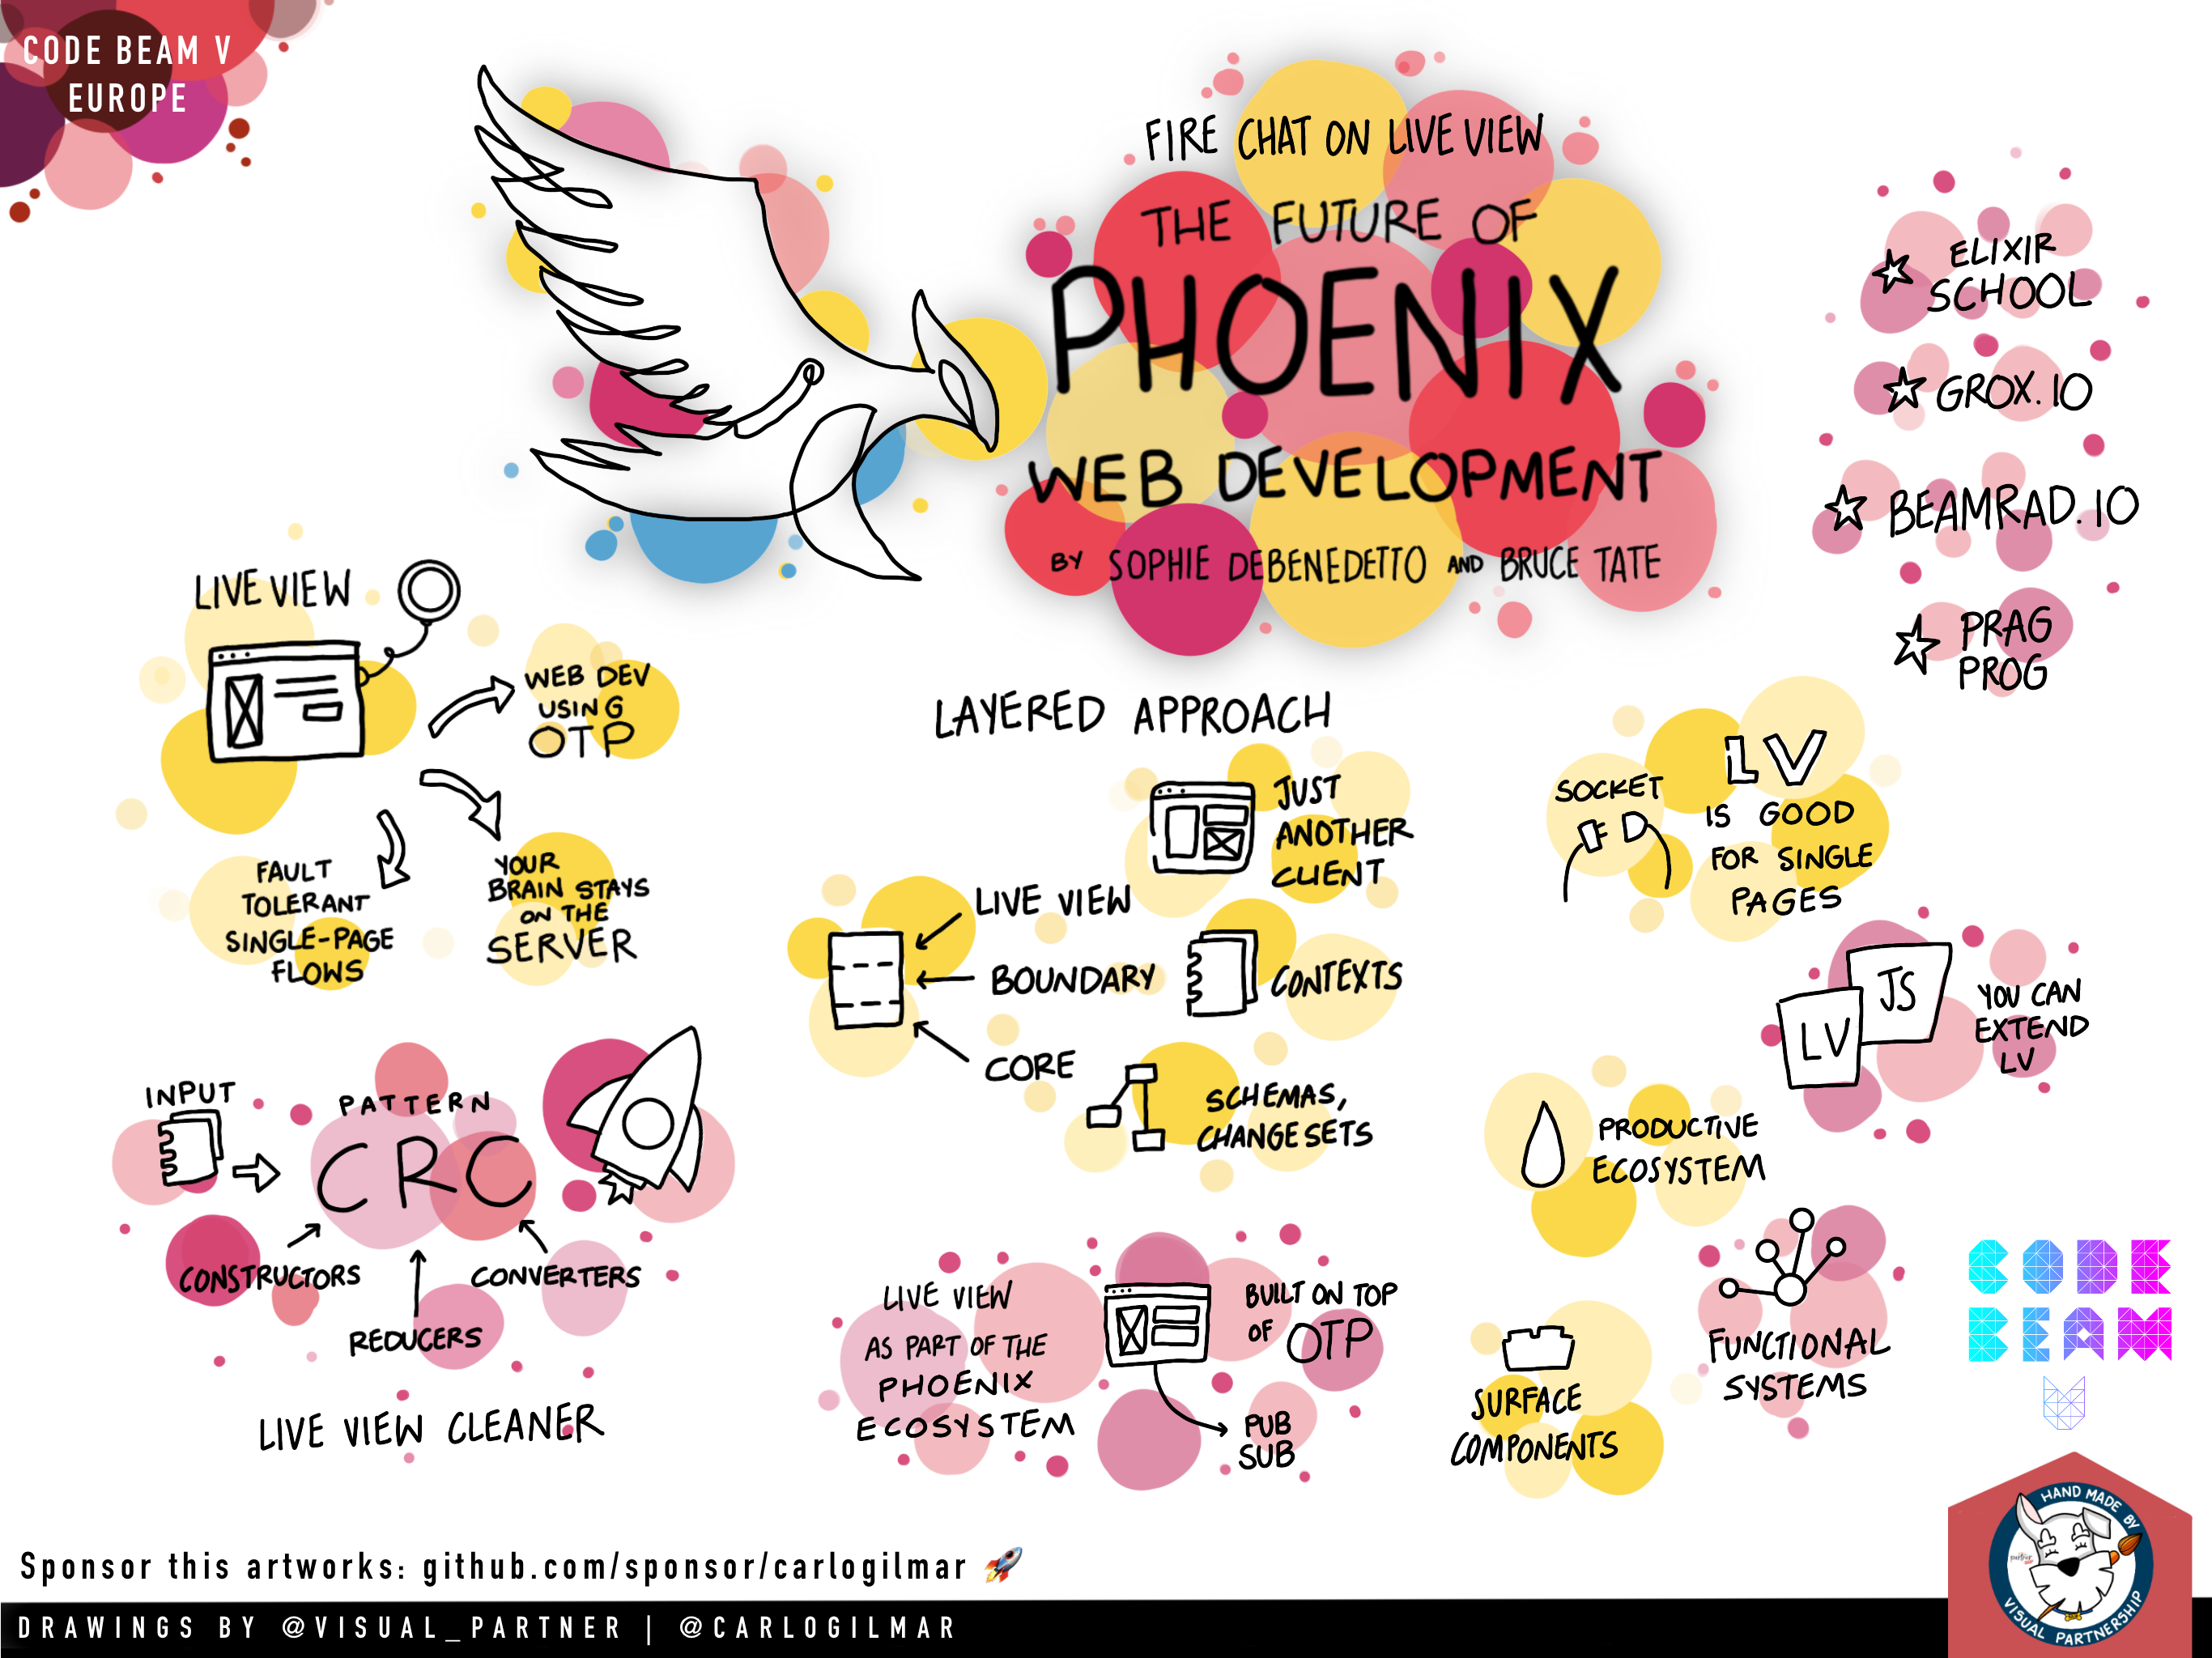 CODE BEAM V
EUROPE
FIRE CHAT ON LIVE VIEW
THE FUTURE OF
PHOENIX
WEB DEVELOPMENT
BY SOPHIE DEBENEDETTO AND BRUCE TATE
ELIXIR
SCHOOL
GROX.IO
BEAMRAD.IO
PRAG
PROG
LIVE VIEW
WEB DEV
USING
OTP
YOUR
BRAIN STAYS
ON THE
SERVER
FAULT
TOLERANT
SINGLE-PAGE
FLOWS
LAYERED APPROACH
JUST
ANOTHER
CLIENT
LIVE VIEW
BOUNDARY
CONTEXTS
CORE
SCHEMAS,
CHANGESETS
SOCKET
LV
IS GOOD
FOR SINGLE
PAGES
JS
LV
YOU CAN
EXTEND
LV
PRODUCTIVE
ECOSYSTEM
FUNCTIONAL
SYSTEMS
SURFACE
COMPONENTS
INPUT
PATTERN
CRC
CONSTRUCTORS
CONVERTERS
REDUCERS
LIVE VIEW CLEANER
LIVE VIEW
AS PART OF THE
PHOENIX
ECOSYSTEM
BUILT ON TOP
OF OTP
PUB
SUB
CODE
BEAM
V
HAND MADE BY
VISUAL PARTNERSHIP
Sponsor this artworks: github.com/sponsor/carlogilmar 🚀
DRAWINGS BY @VISUAL_PARTNER | @CARLOGILMAR